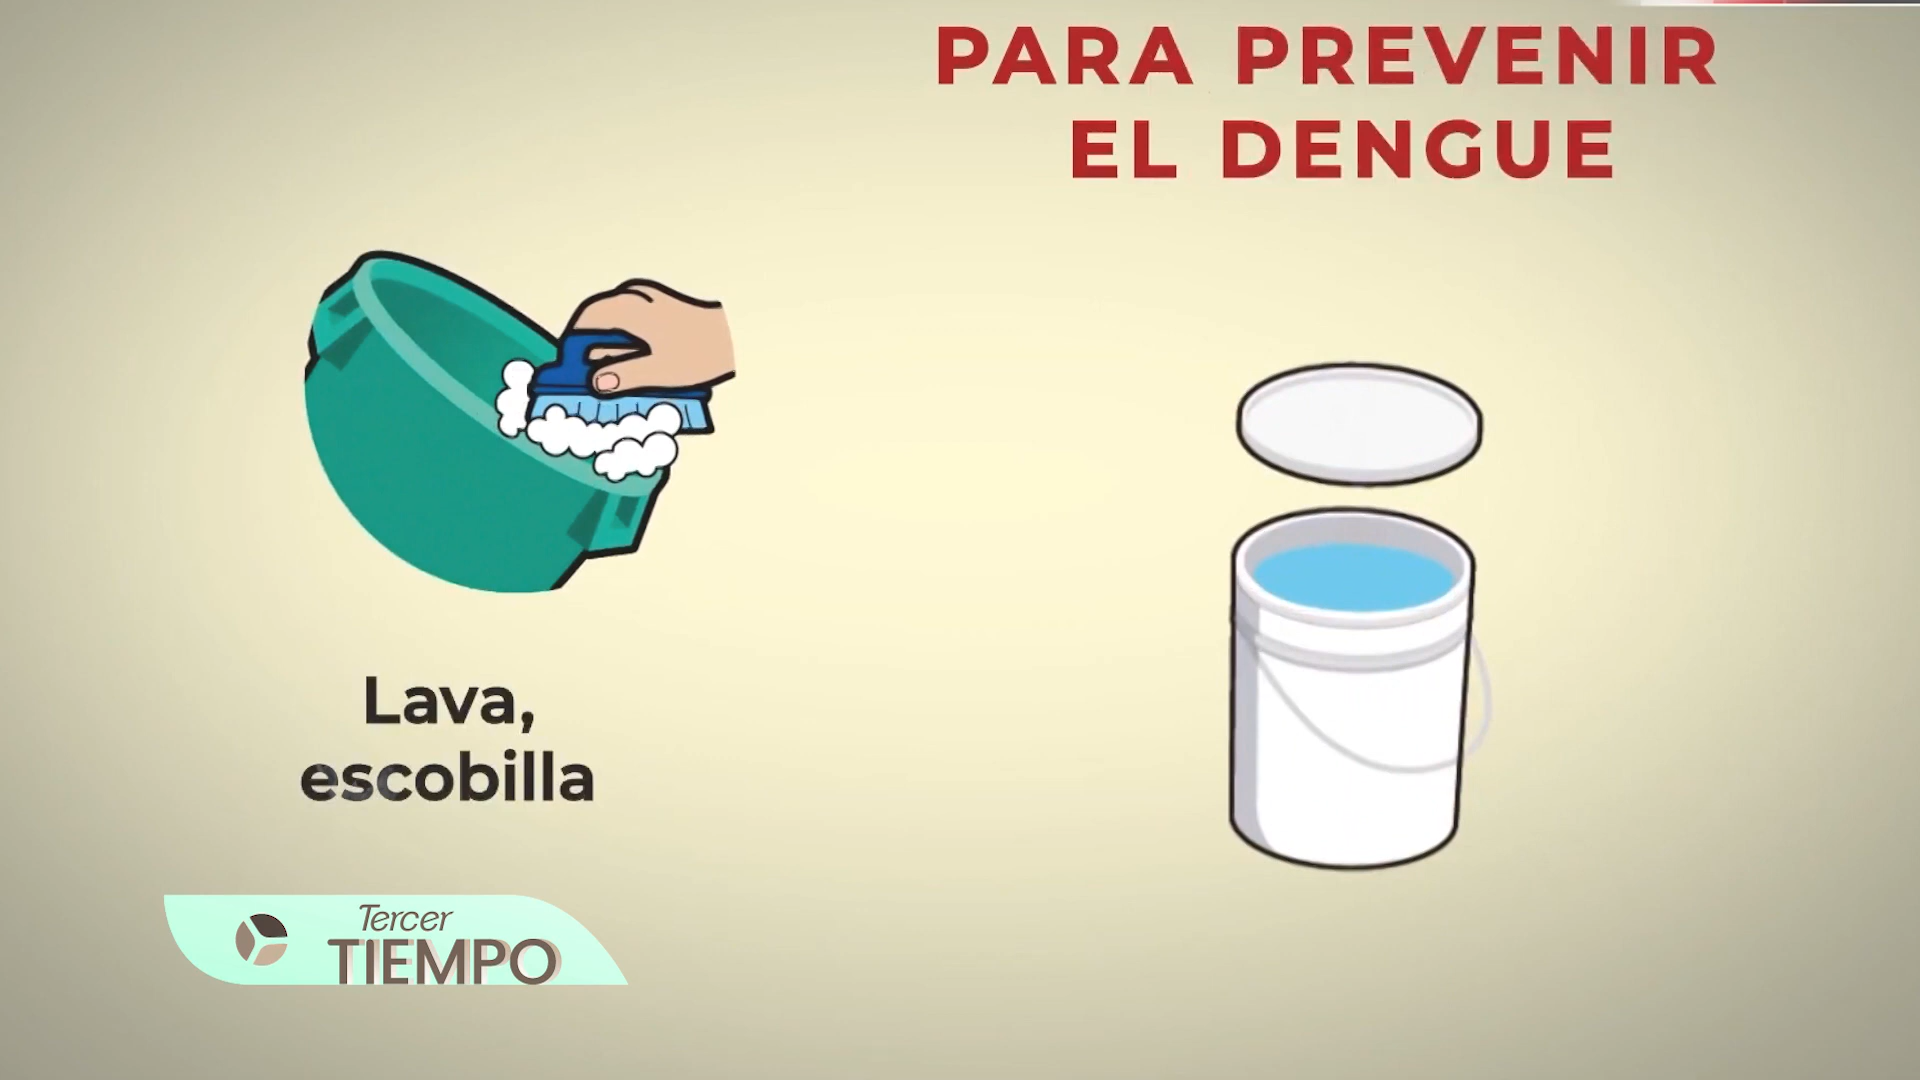 PARA PREVENIR
EL DENGUE
Lava,
escobilla
Tercer
TIEMPO